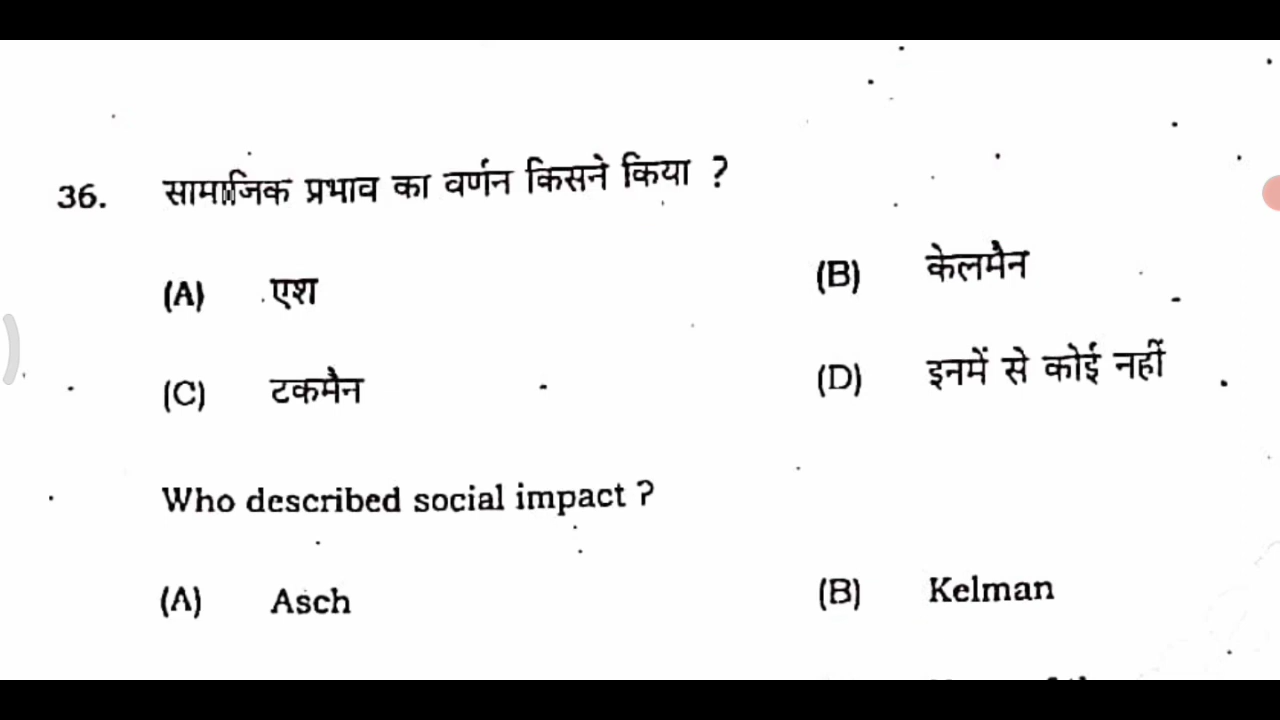 36. सामाजिक प्रभाव का वर्णन किसने किया ?
(A) एश (B) केलमैन
(C) टकमैन (D) इनमें से कोई नहीं
Who described social impact ?
(A) Asch (B) Kelman